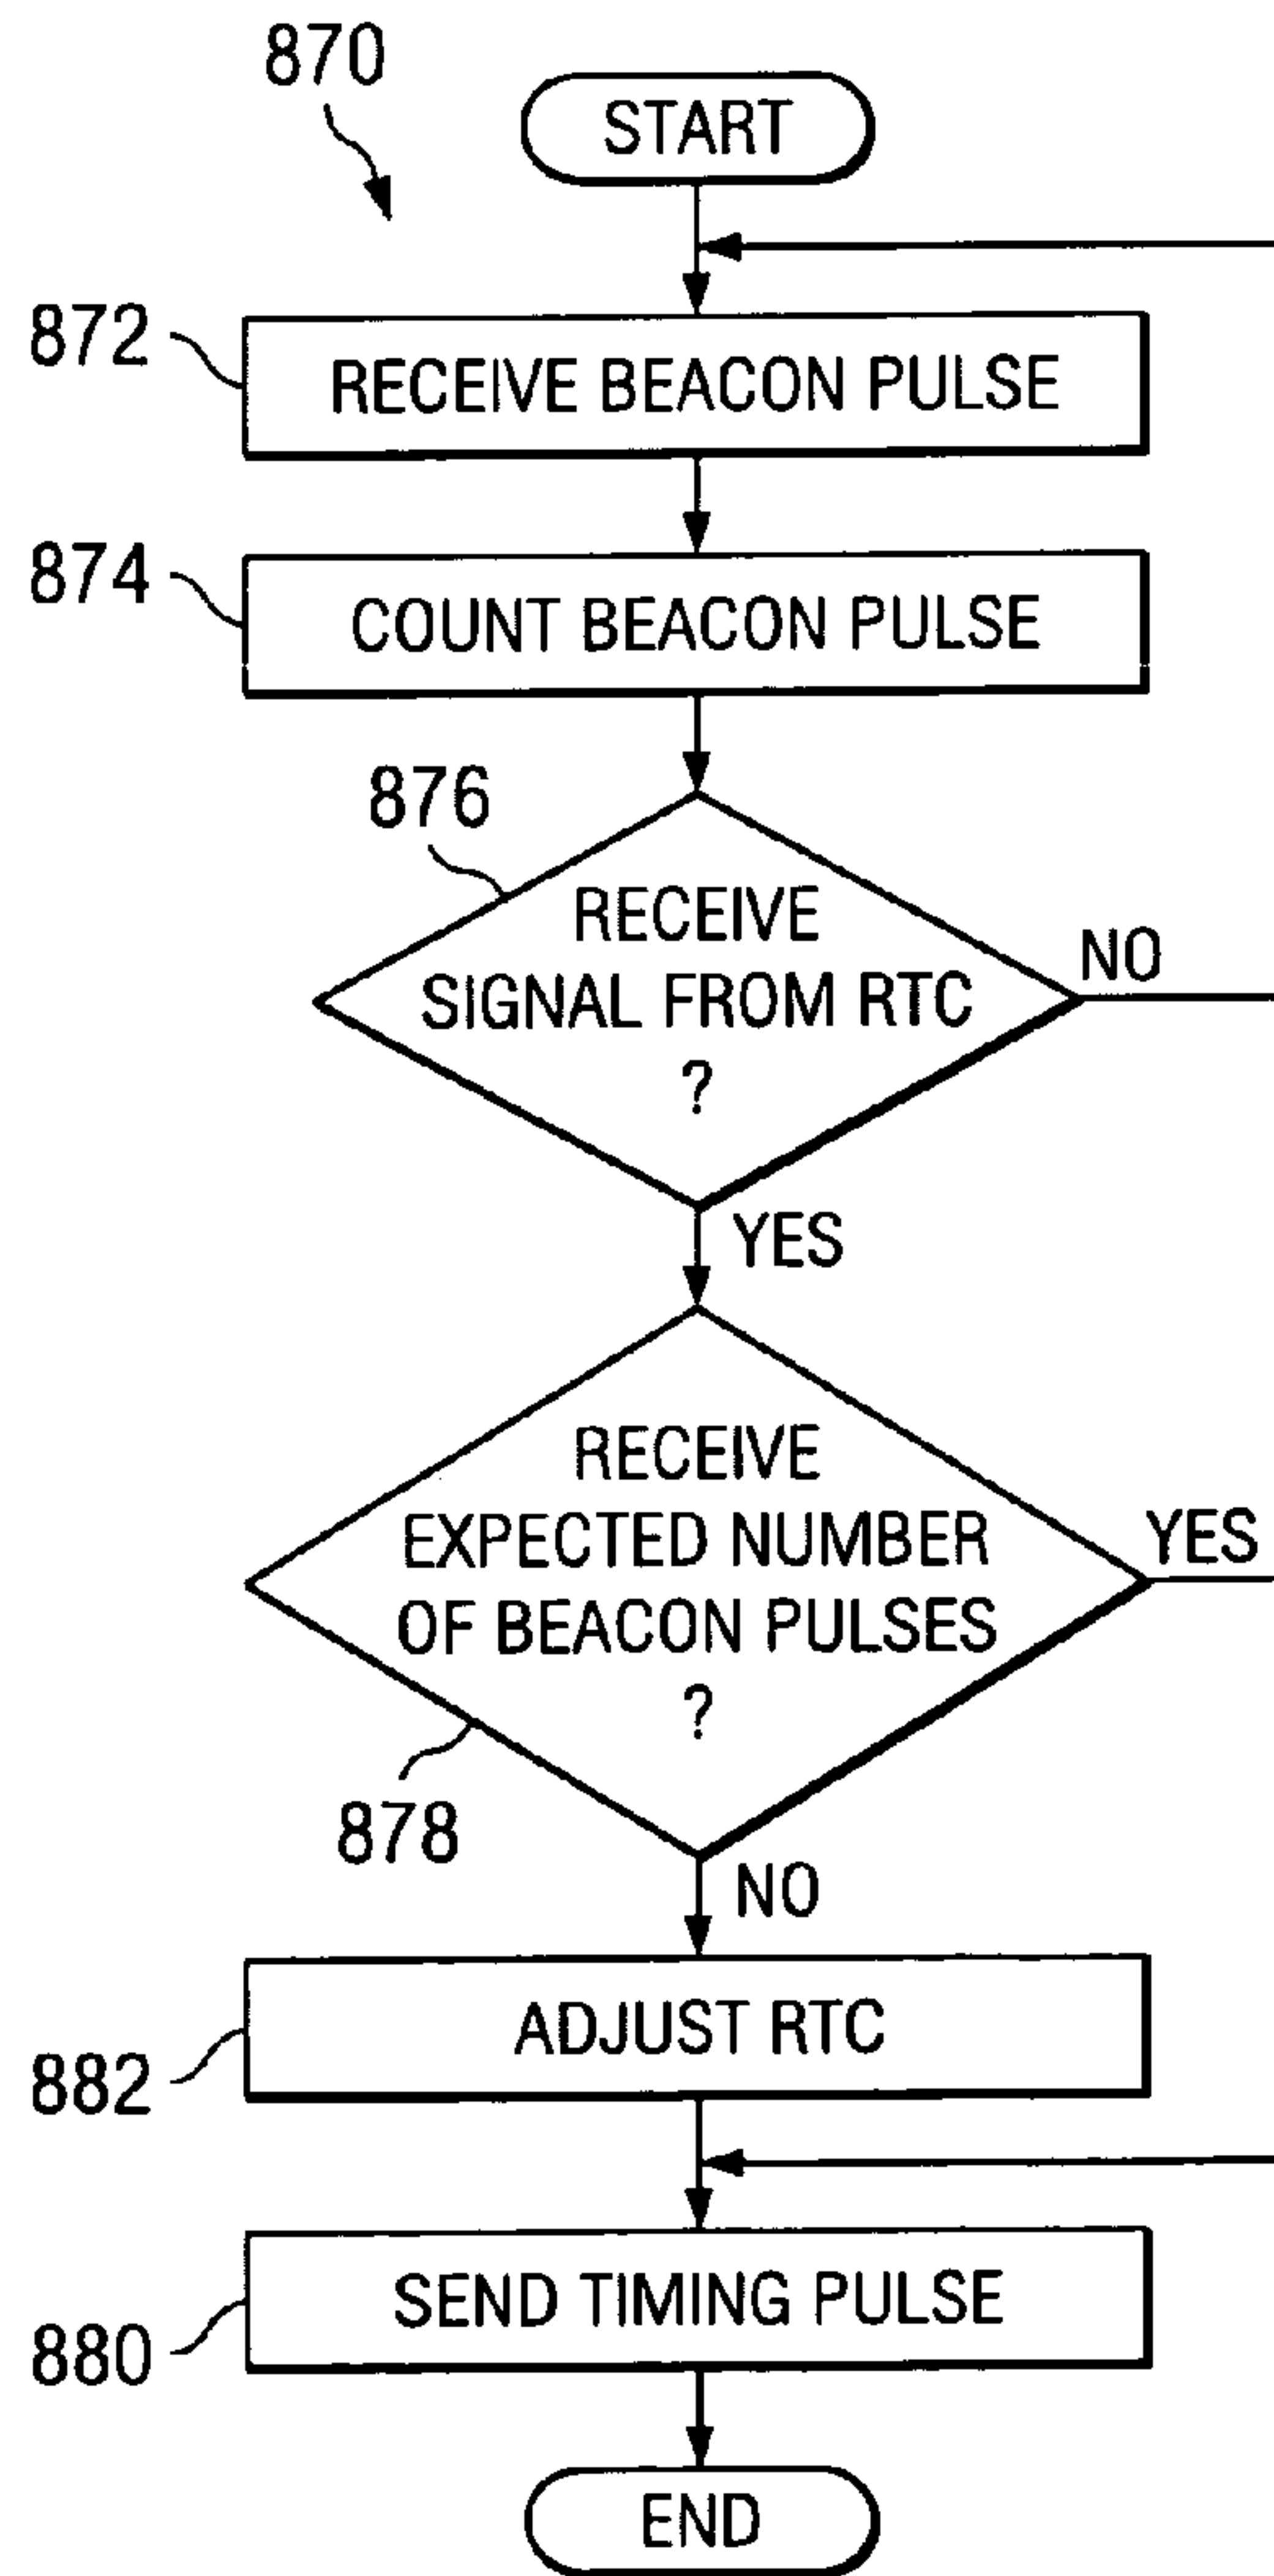 870
START
872
RECEIVE BEACON PULSE
874
COUNT BEACON PULSE
876
RECEIVE
SIGNAL FROM RTC
?
NO
YES
RECEIVE
EXPECTED NUMBER
OF BEACON PULSES
?
YES
878
NO
ADJUST RTC
882
SEND TIMING PULSE
880
END